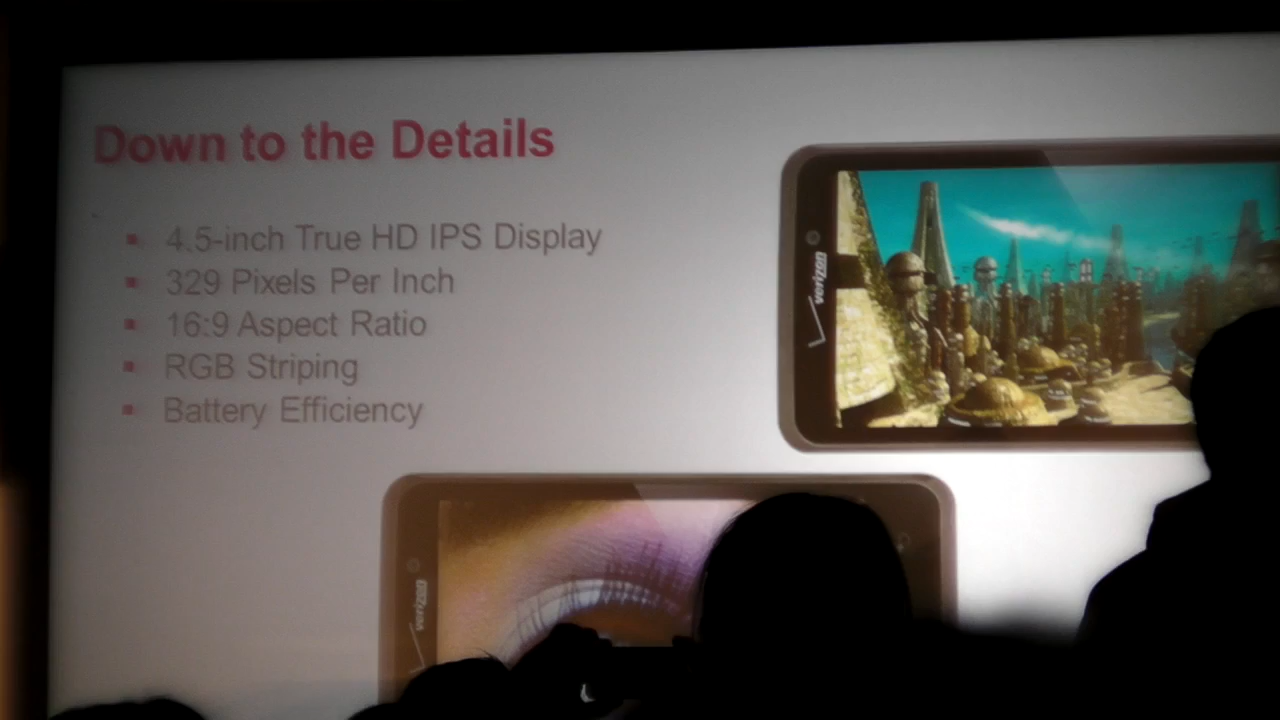 Down to the Details
4.5-inch True HD IPS Display
329 Pixels Per Inch
16:9 Aspect Ratio
RGB Striping
Battery Efficiency
verizon
verizon